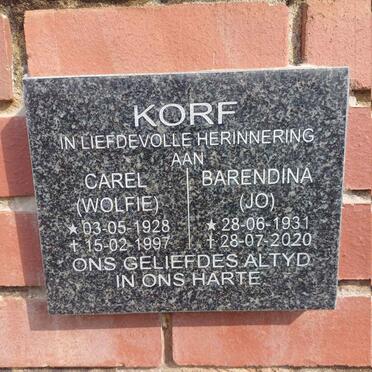 KORF
IN LIEFDEVOLLE HERINNERING
AAN
CAREL
(WOLFIE)
★ 03-05-1928
✝ 15-02-1997
BARENDINA
(JO)
★ 28-06-1931
✝ 28-07-2020
ONS GELIEFDES ALTYD
IN ONS HARTE